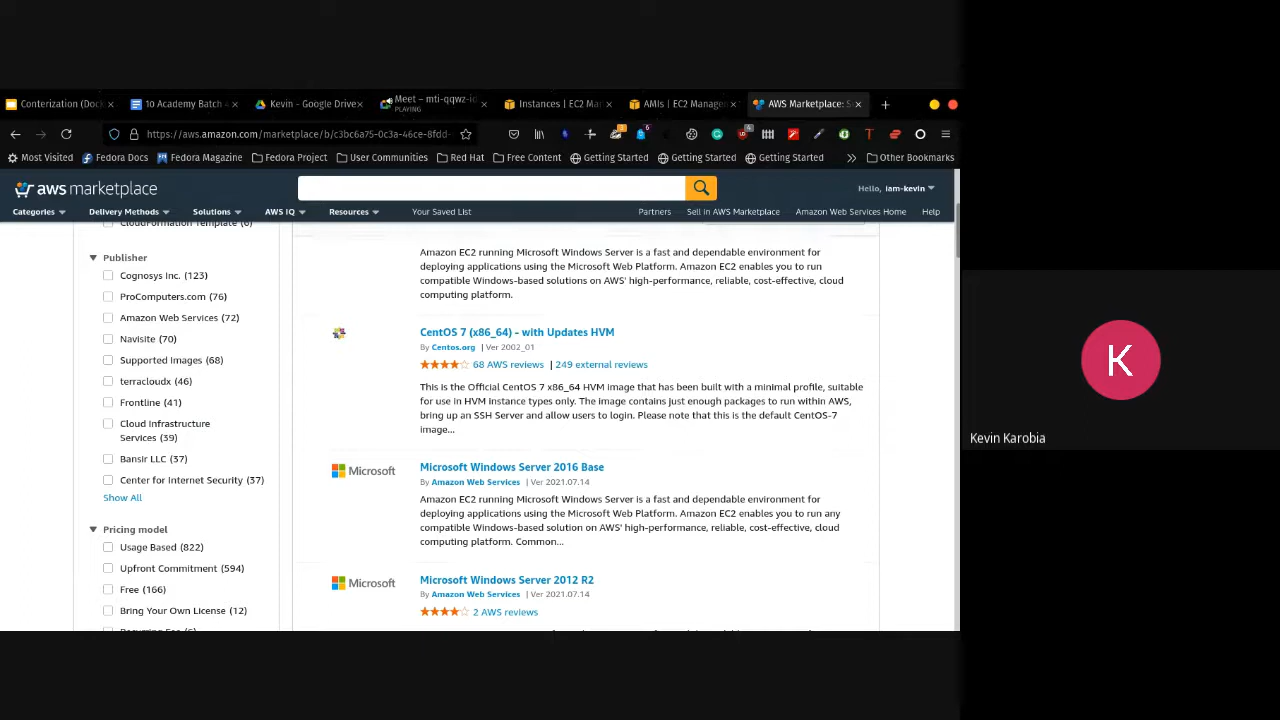 Conterization (Doc
10 Academy Batch 4
Kevin - Google Drive
Meet – mti-qqwz-io
PLAYING
Instances | EC2 Man
AMIs | EC2 Manage
AWS Marketplace: S
https://aws.amazon.com/marketplace/b/c3bc6a75-0c3a-46ce-8fdd-
Most Visited
Fedora Docs
Fedora Magazine
Fedora Project
User Communities
Red Hat
Free Content
Getting Started
Getting Started
Getting Started
Other Bookmarks
aws marketplace
Hello, iam-kevin
Categories
Delivery Methods
Solutions
AWS IQ
Resources
Your Saved List
Partners
Sell in AWS Marketplace
Amazon Web Services Home
Help
CloudFormation Template (6)
Publisher
Cognosys Inc. (123)
ProComputers.com (76)
Amazon Web Services (72)
Navisite (70)
Supported Images (68)
terracloudx (46)
Frontline (41)
Cloud Infrastructure
Services (39)
Bansir LLC (37)
Center for Internet Security (37)
Show All
Pricing model
Usage Based (822)
Upfront Commitment (594)
Free (166)
Bring Your Own License (12)
Amazon EC2 running Microsoft Windows Server is a fast and dependable environment for
deploying applications using the Microsoft Web Platform. Amazon EC2 enables you to run
compatible Windows-based solutions on AWS' high-performance, reliable, cost-effective, cloud
computing platform.
CentOS 7 (x86_64) - with Updates HVM
By Centos.org | Ver 2002_01
68 AWS reviews | 249 external reviews
This is the Official CentOS 7 x86_64 HVM image that has been built with a minimal profile, suitable
for use in HVM instance types only. The image contains just enough packages to run within AWS,
bring up an SSH Server and allow users to login. Please note that this is the default CentOS-7
image...
Microsoft
Microsoft Windows Server 2016 Base
By Amazon Web Services | Ver 2021.07.14
Amazon EC2 running Microsoft Windows Server is a fast and dependable environment for
deploying applications using the Microsoft Web Platform. Amazon EC2 enables you to run any
compatible Windows-based solution on AWS' high-performance, reliable, cost-effective, cloud
computing platform. Common...
Microsoft
Microsoft Windows Server 2012 R2
By Amazon Web Services | Ver 2021.07.14
2 AWS reviews
K
Kevin Karobia